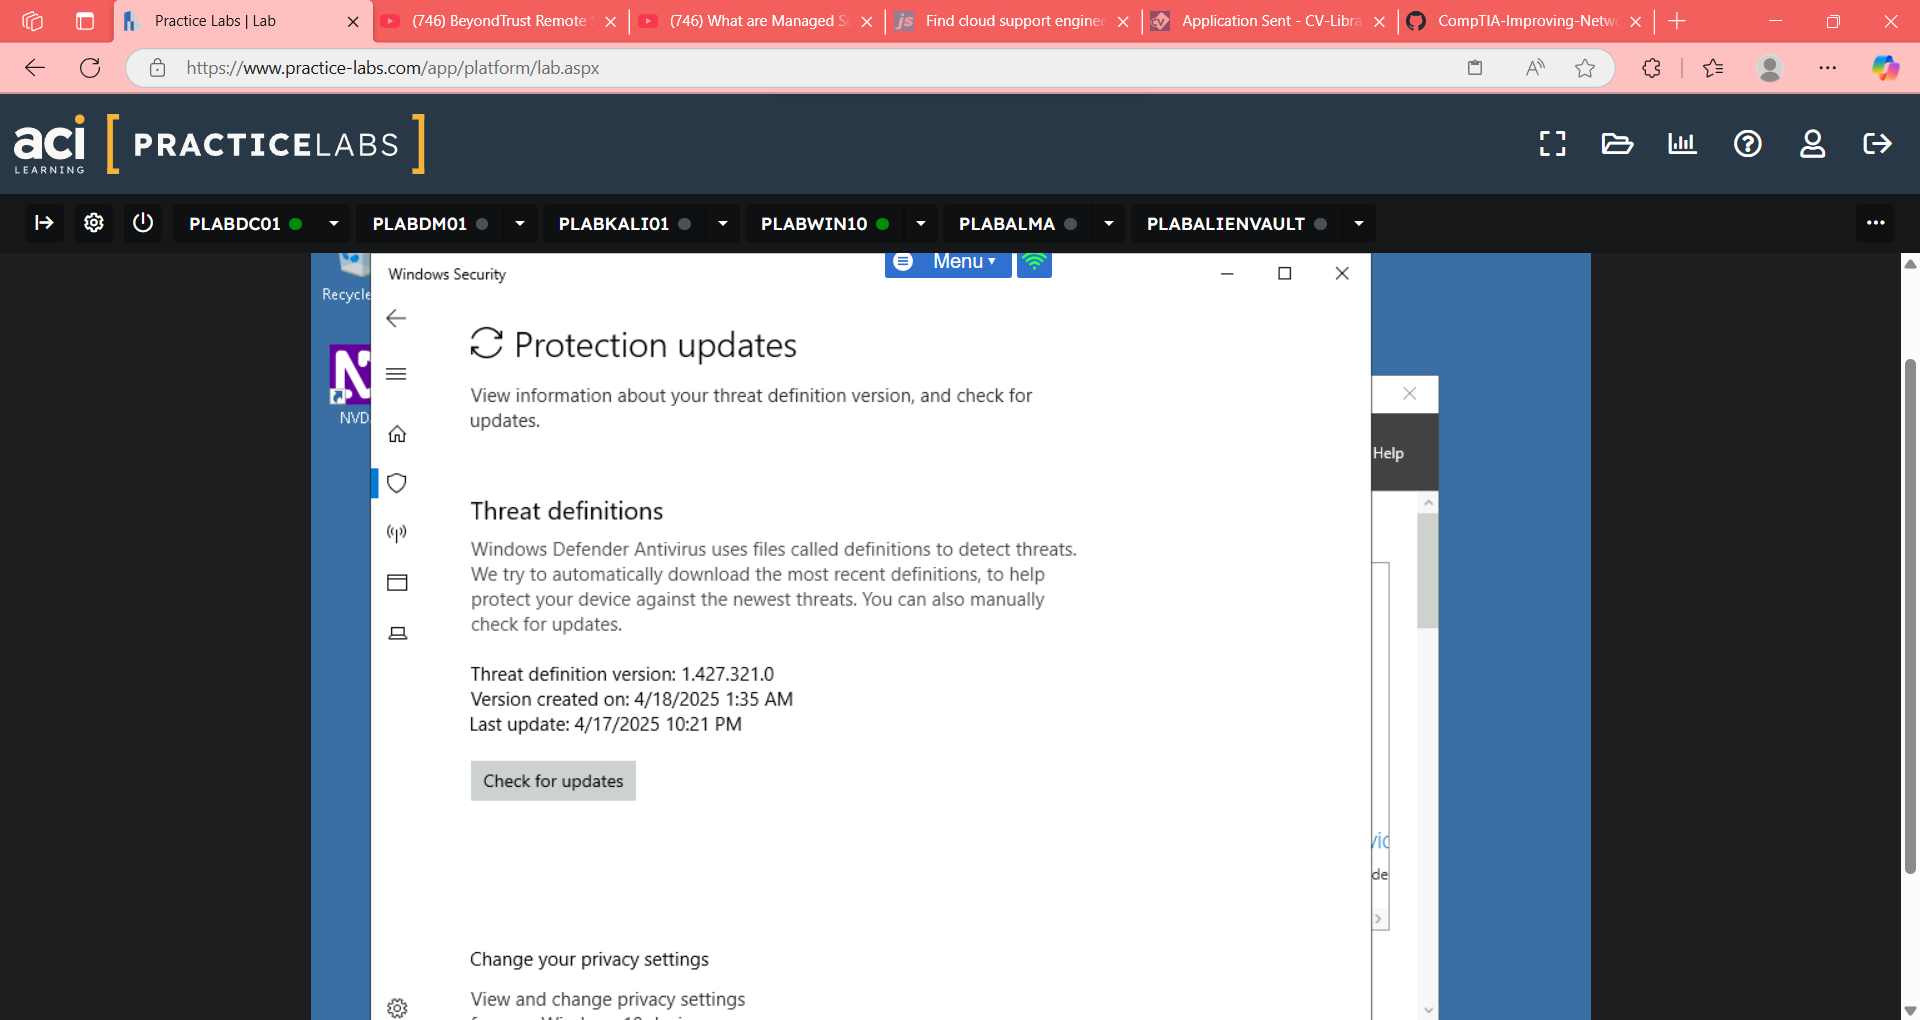 Practice Labs | Lab
(746) BeyondTrust Remote
(746) What are Managed S
Find cloud support enginee
Application Sent - CV-Libra
CompTIA-Improving-Netw
https://www.practice-labs.com/app/platform/lab.aspx
aci
LEARNING
[ PRACTICELABS ]
PLABDC01
PLABDM01
PLABKALI01
PLABWIN10
PLABALMA
PLABALIENVAULT
Recycle
Windows Security
Menu
Protection updates
View information about your threat definition version, and check for
updates.
NVD
Help
Threat definitions
Windows Defender Antivirus uses files called definitions to detect threats.
We try to automatically download the most recent definitions, to help
protect your device against the newest threats. You can also manually
check for updates.
Threat definition version: 1.427.321.0
Version created on: 4/18/2025 1:35 AM
Last update: 4/17/2025 10:21 PM
Check for updates
vic
de
Change your privacy settings
View and change privacy settings